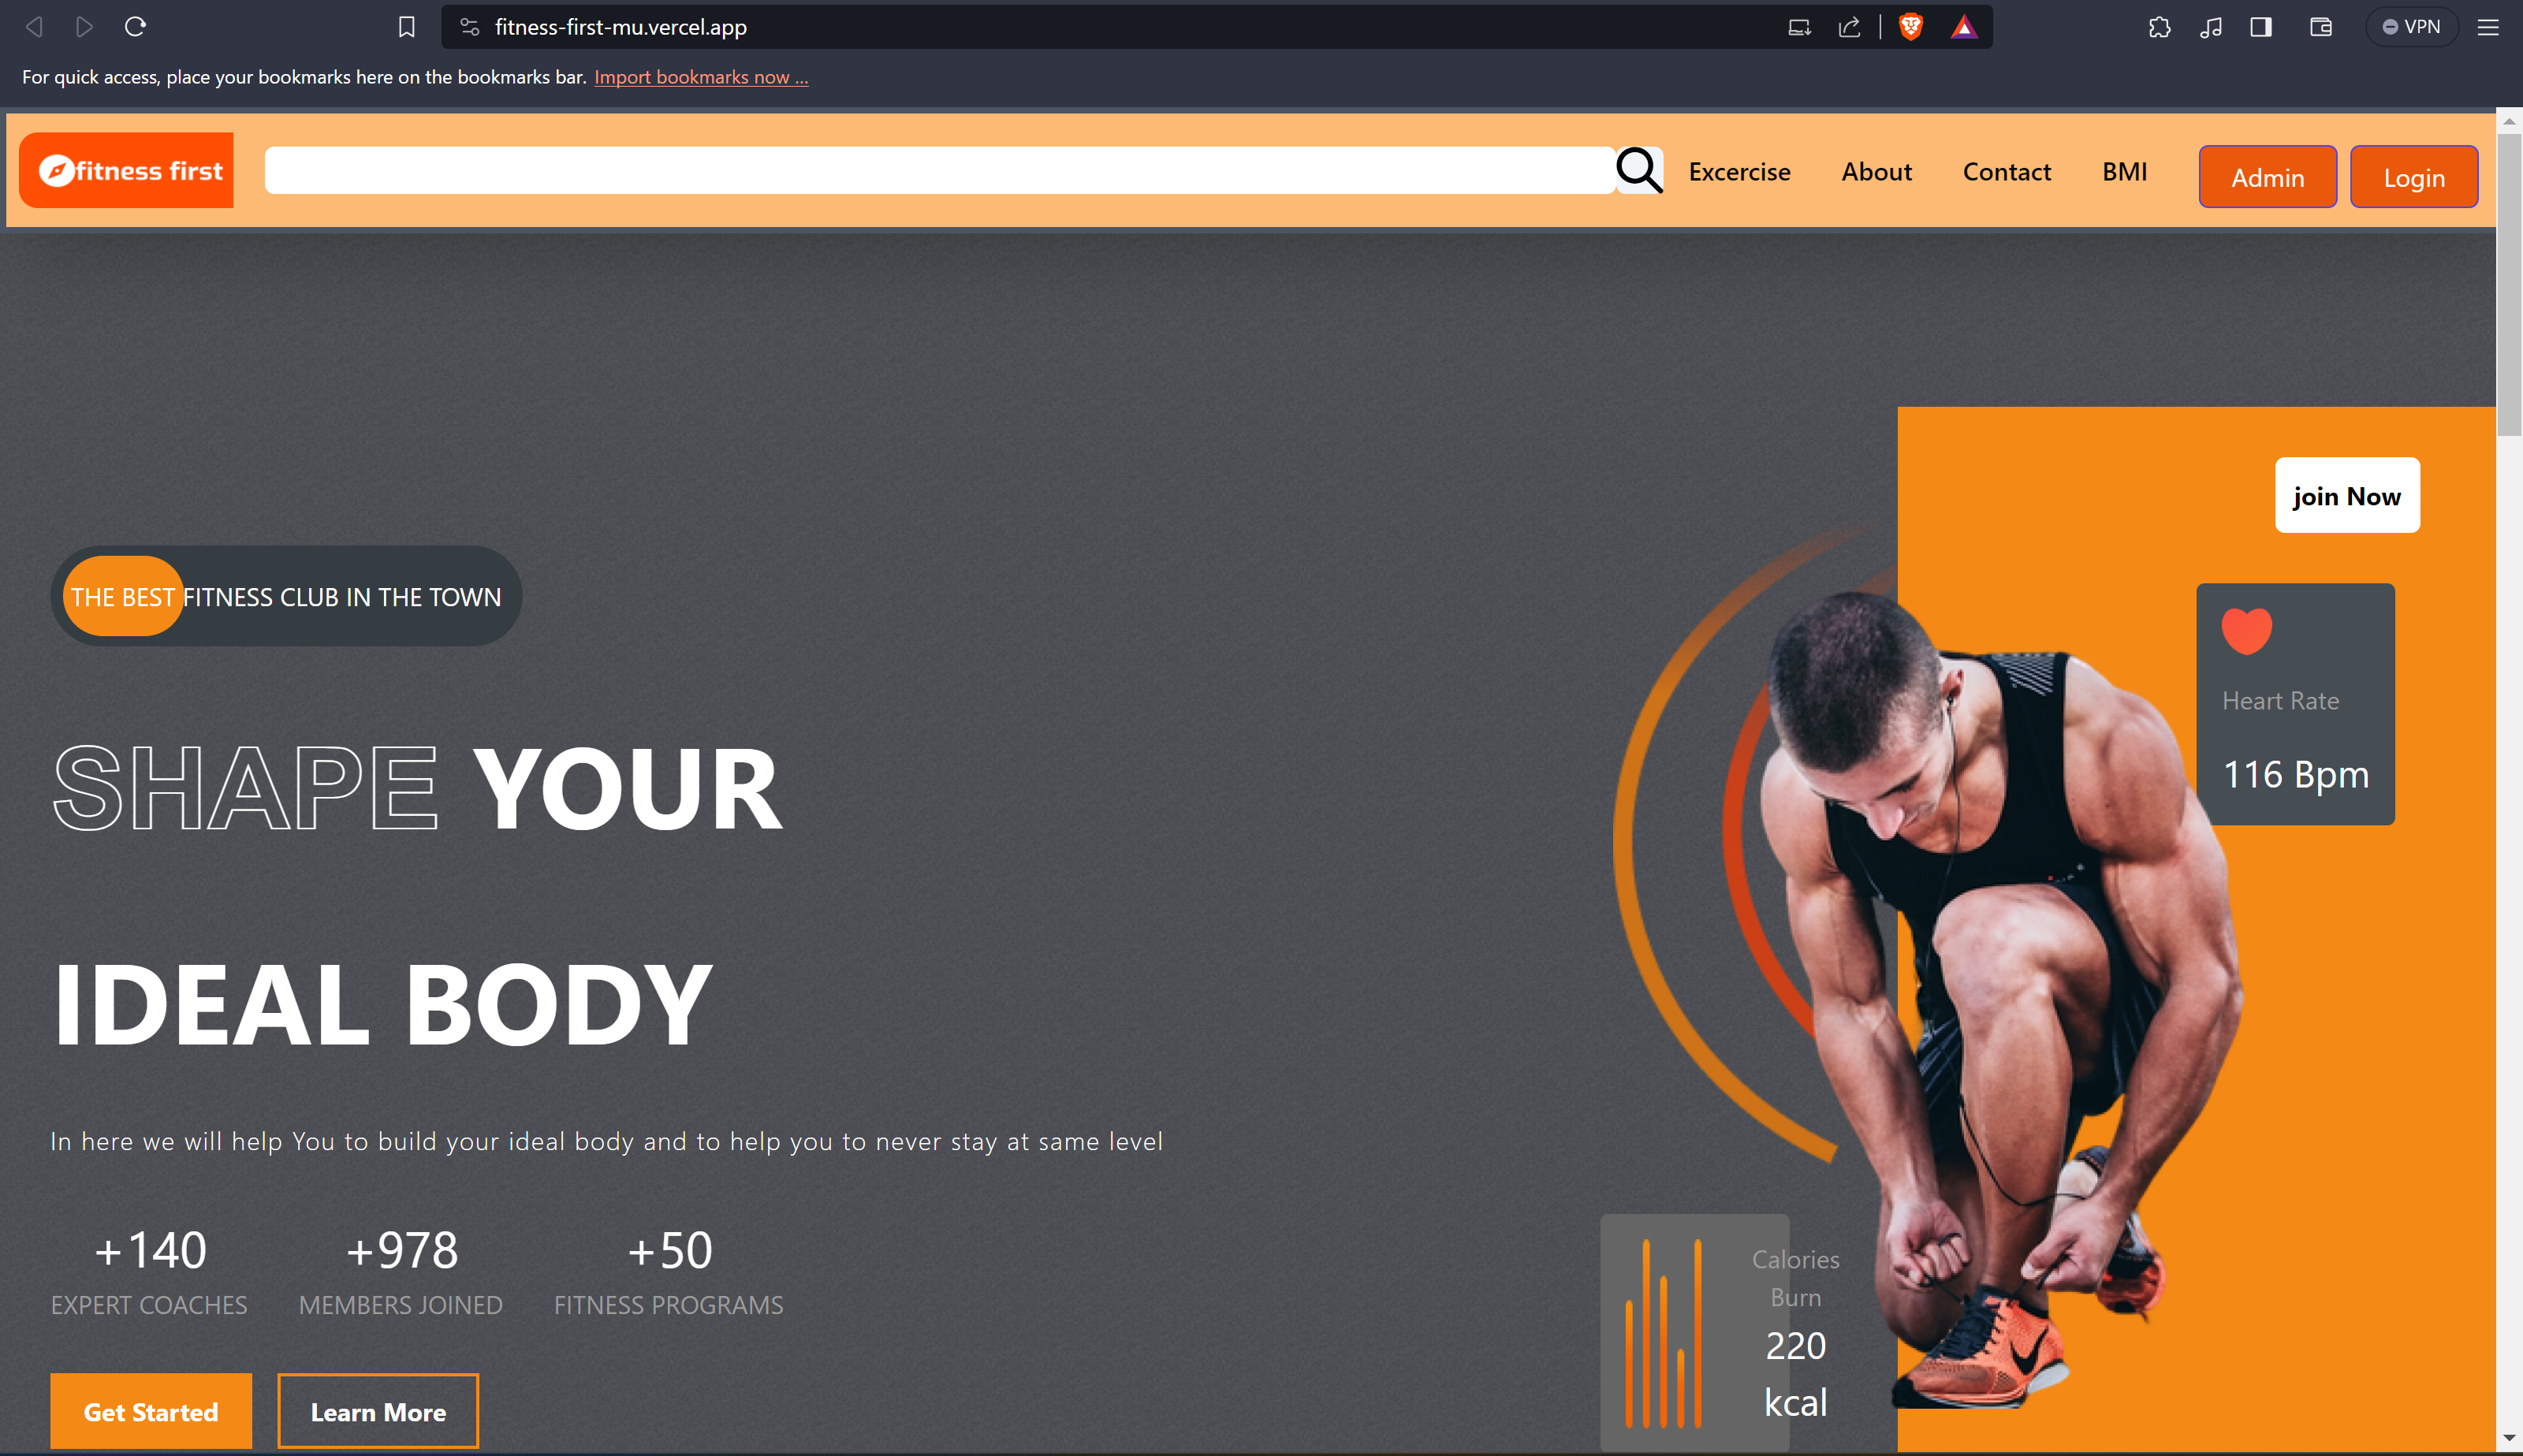 fitness-first-mu.vercel.app
VPN
For quick access, place your bookmarks here on the bookmarks bar. Import bookmarks now ...
fitness first
Excercise
About
Contact
BMI
Admin
Login
join Now
THE BEST FITNESS CLUB IN THE TOWN
Heart Rate
116 Bpm
SHAPE YOUR
IDEAL BODY
In here we will help You to build your ideal body and to help you to never stay at same level
+140
EXPERT COACHES
+978
MEMBERS JOINED
+50
FITNESS PROGRAMS
Calories
Burn
220
kcal
Get Started
Learn More